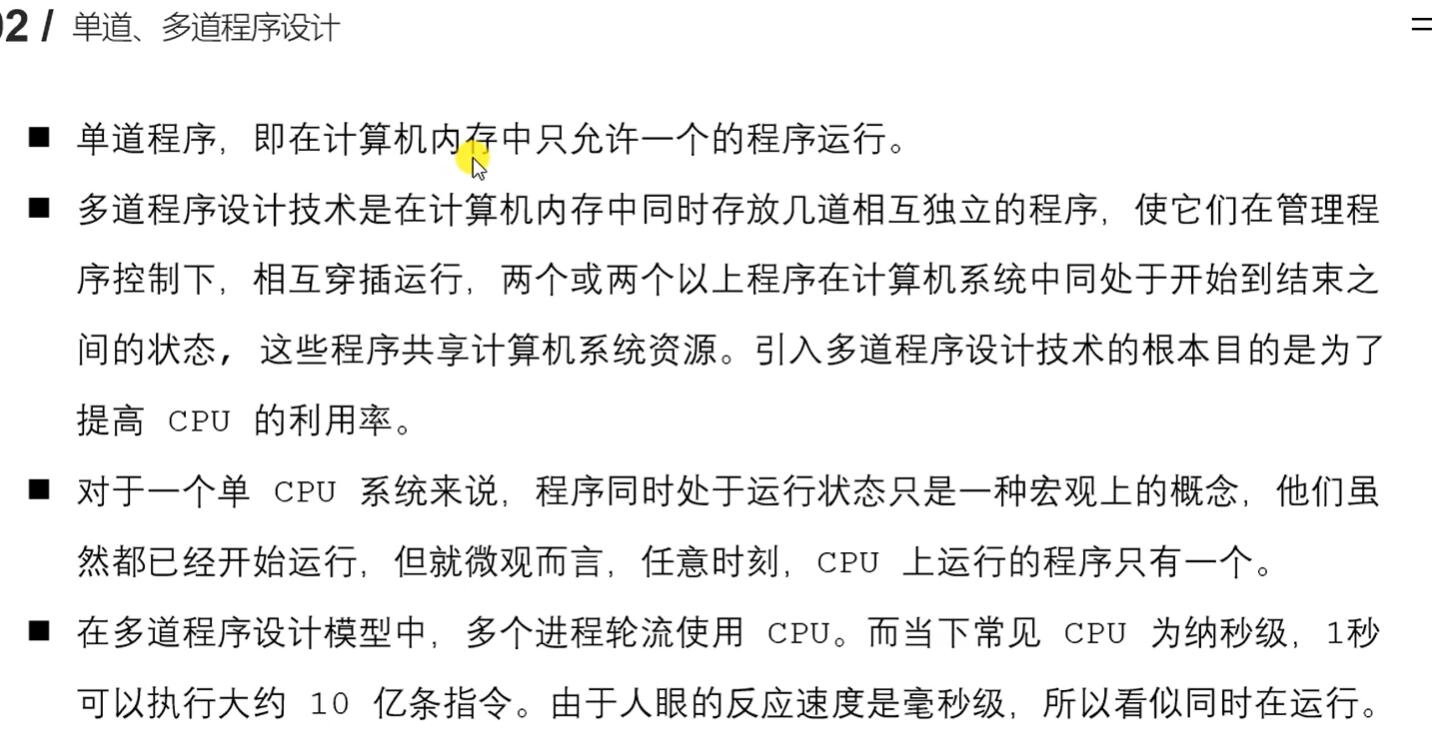 02 / 单道、多道程序设计
■ 单道程序，即在计算机内存中只允许一个的程序运行。
■ 多道程序设计技术是在计算机内存中同时存放几道相互独立的程序，使它们在管理程
序控制下，相互穿插运行，两个或两个以上程序在计算机系统中同处于开始到结束之
间的状态， 这些程序共享计算机系统资源。引入多道程序设计技术的根本目的是为了
提高 CPU 的利用率。
■ 对于一个单 CPU 系统来说，程序同时处于运行状态只是一种宏观上的概念，他们虽
然都已经开始运行，但就微观而言，任意时刻，CPU 上运行的程序只有一个。
■ 在多道程序设计模型中，多个进程轮流使用 CPU。而当下常见 CPU 为纳秒级，1秒
可以执行大约 10 亿条指令。由于人眼的反应速度是毫秒级，所以看似同时在运行。